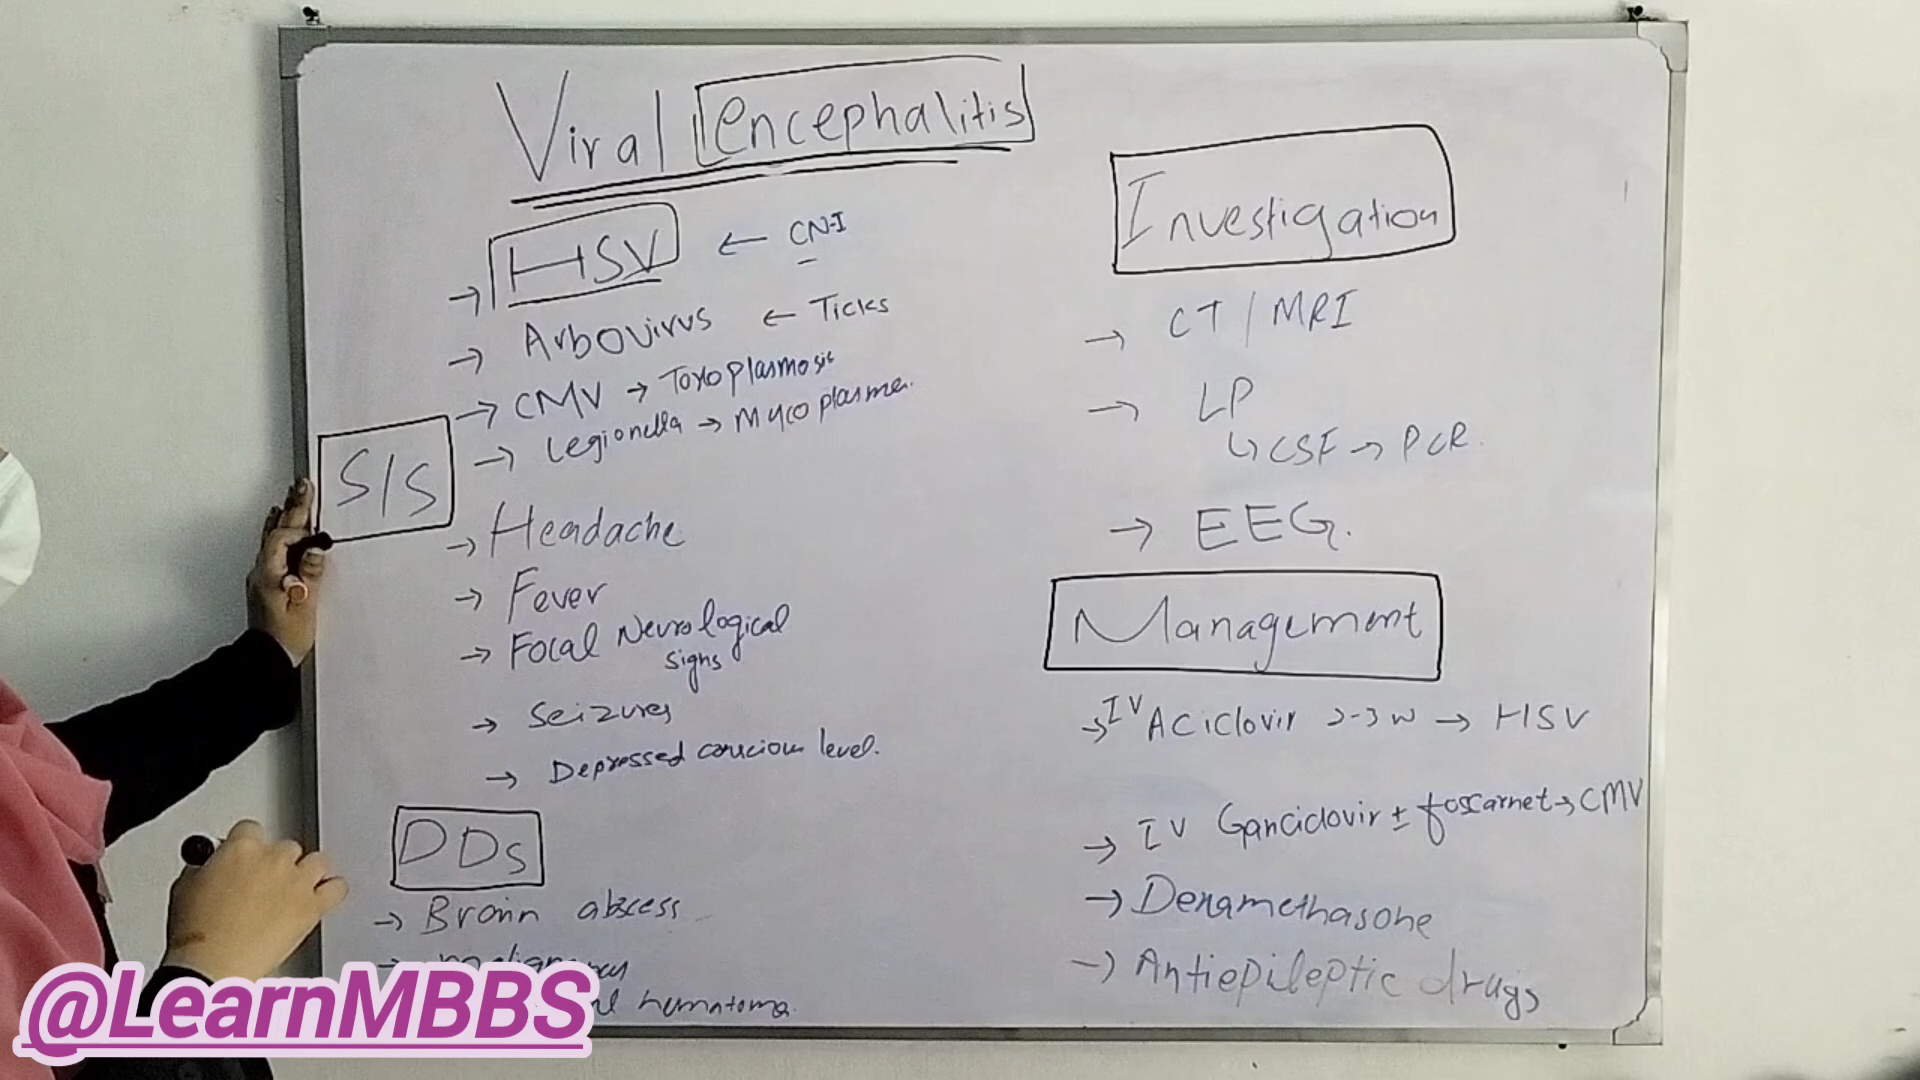 Viral encephalitis
→ HSV ← CN-I
→ Arbovirus ← Ticks
→ CMV → Toxoplasmosis
→ Legionella → Mycoplasma.
S/S
→ Headache
→ Fever
→ Focal Neurological
signs
→ Seizures
→ Depressed level.
DDs
→ Brain abscess
→ malignancy
hematoma.
Investigation
→ CT / MRI
→ LP
↳ CSF → PCR.
→ EEG.
Management
→ IV Aciclovir 2-3 W → HSV
→ IV Ganciclovir ± foscarnet → CMV
→ Dexamethasone
→ Antiepileptic drugs
@LearnMBBS